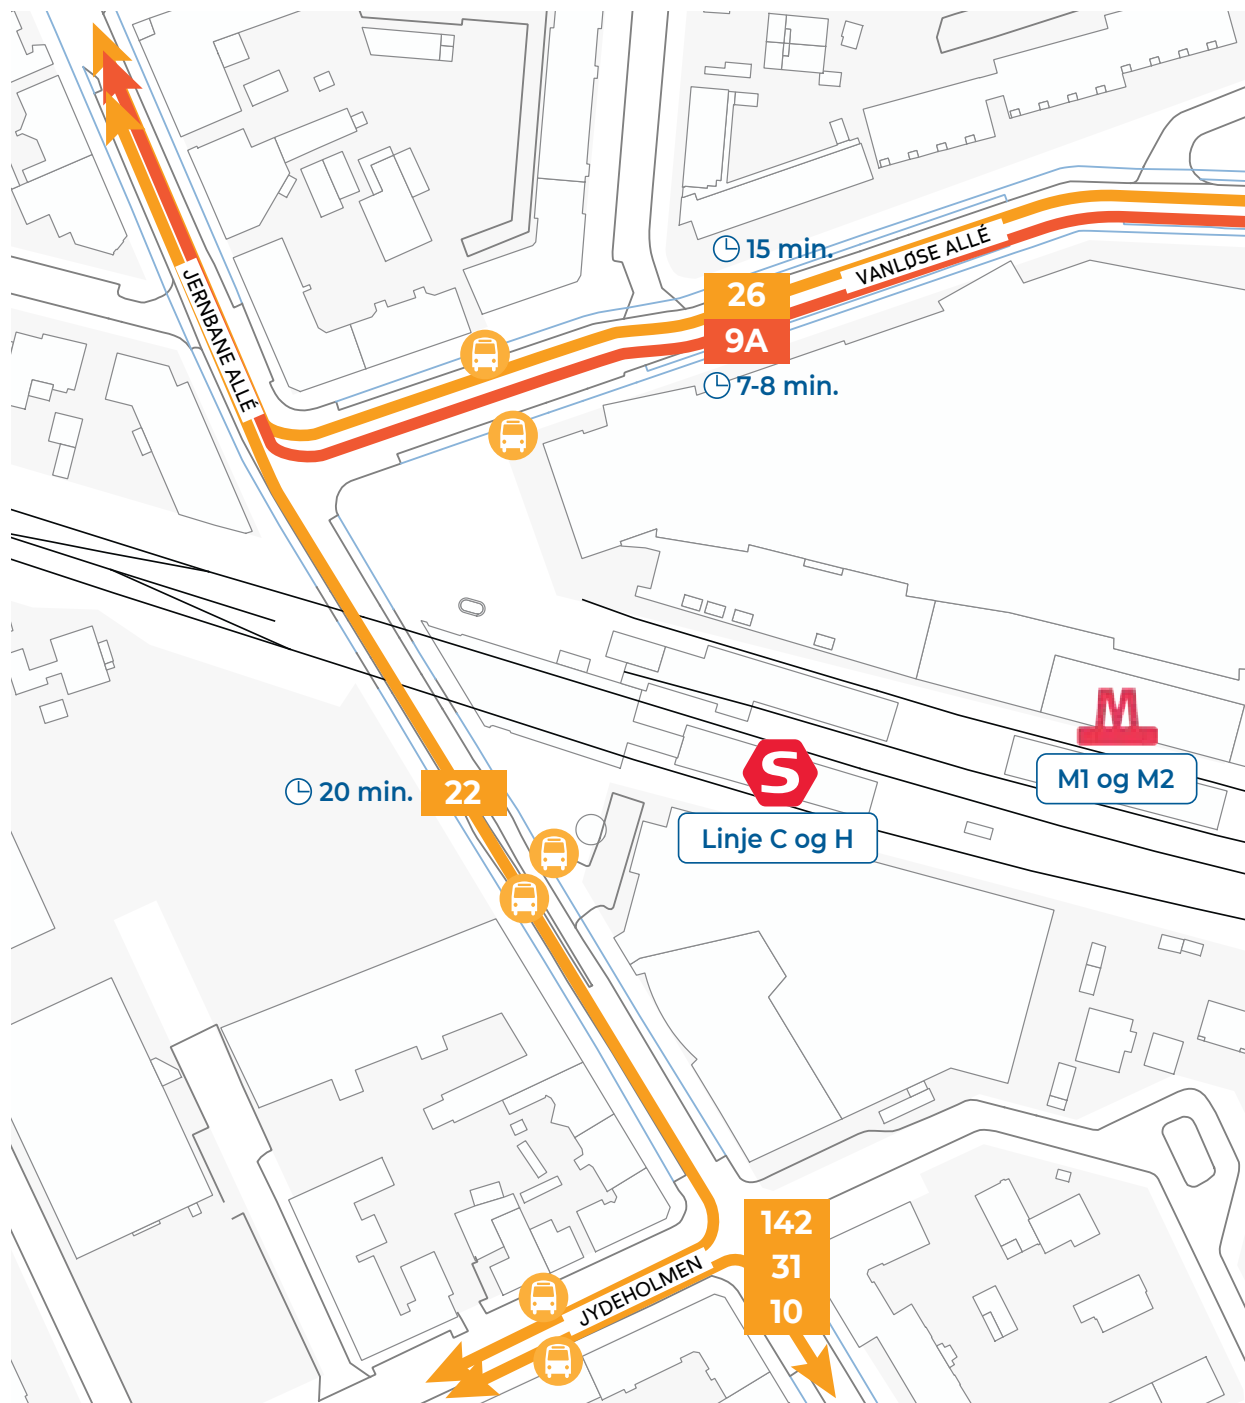 15 min.
26
9A
7-8 min.
VANLØSE ALLÉ
JERNBANE ALLÉ
M
M1 og M2
S
Linje C og H
20 min.
22
142
31
10
JYDEHOLMEN